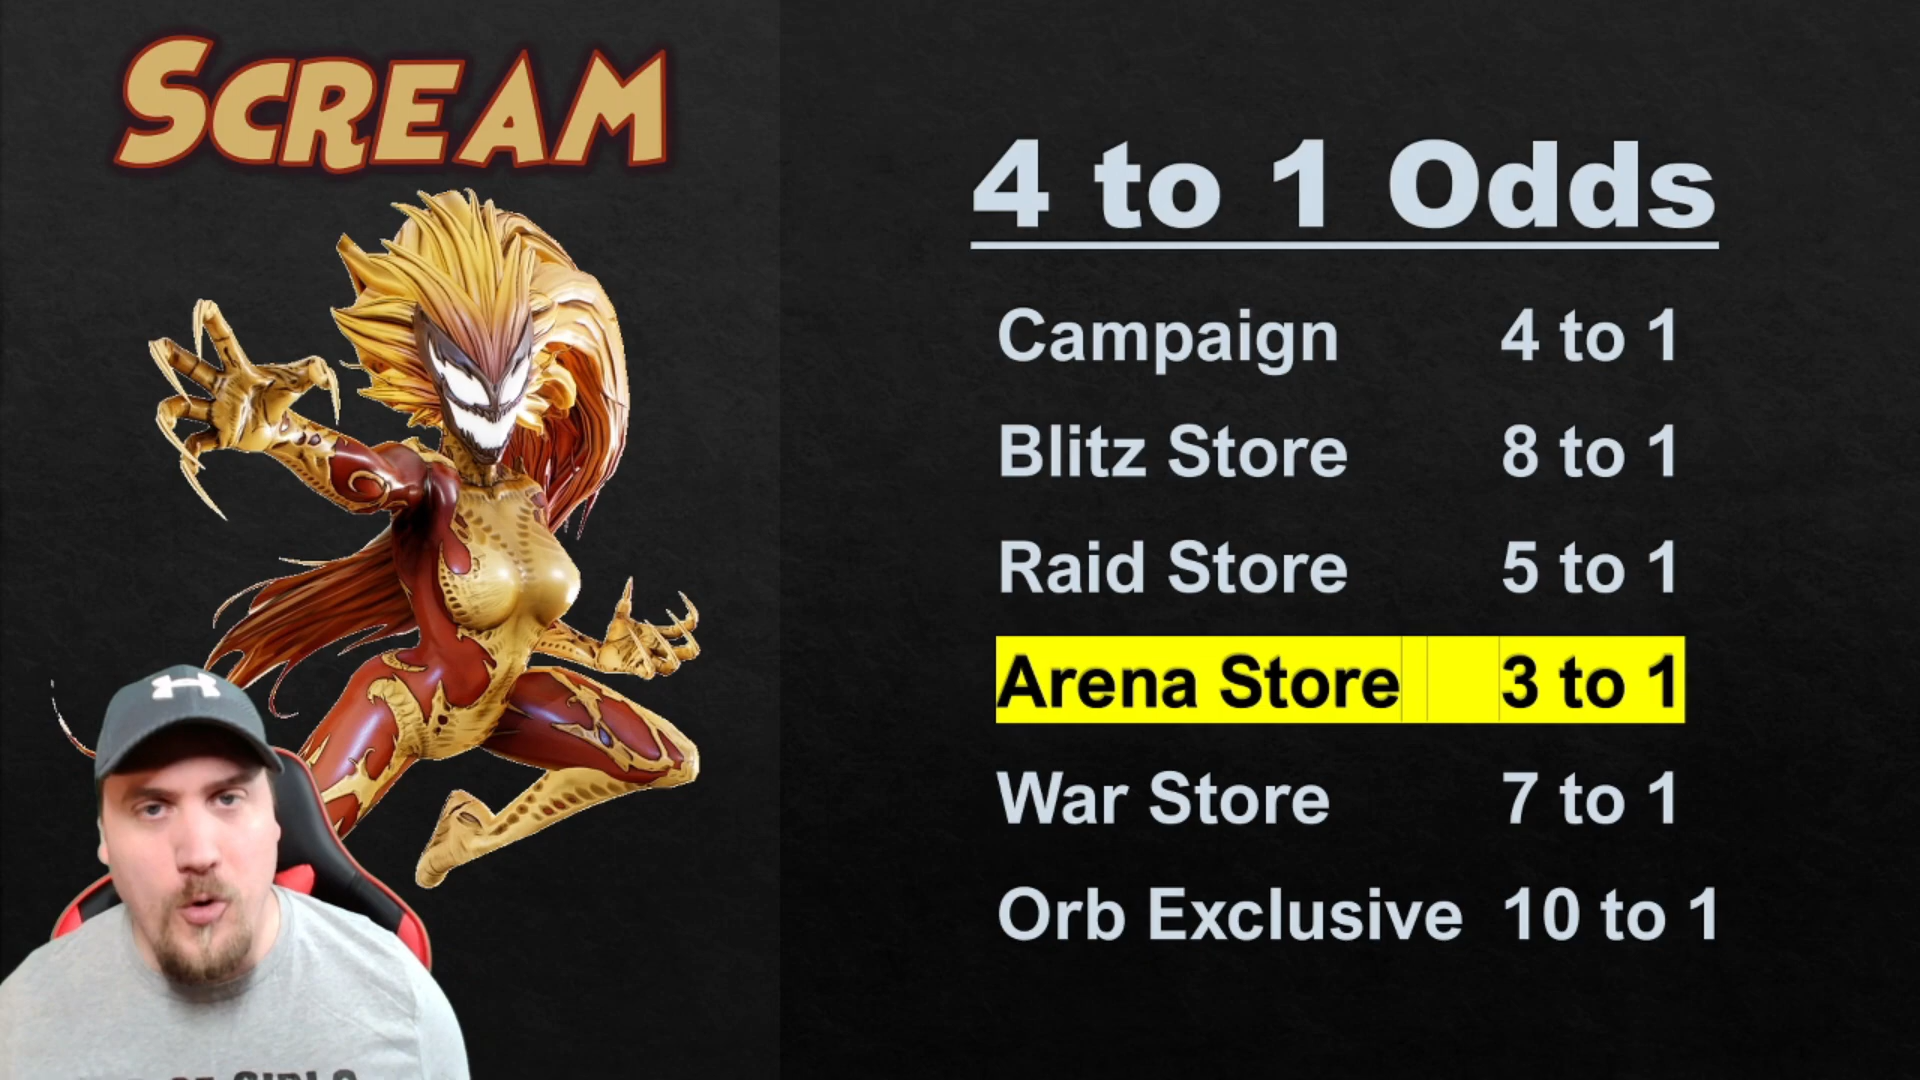 SCREAM
4 to 1 Odds
Campaign 4 to 1
Blitz Store 8 to 1
Raid Store 5 to 1
Arena Store 3 to 1
War Store 7 to 1
Orb Exclusive 10 to 1